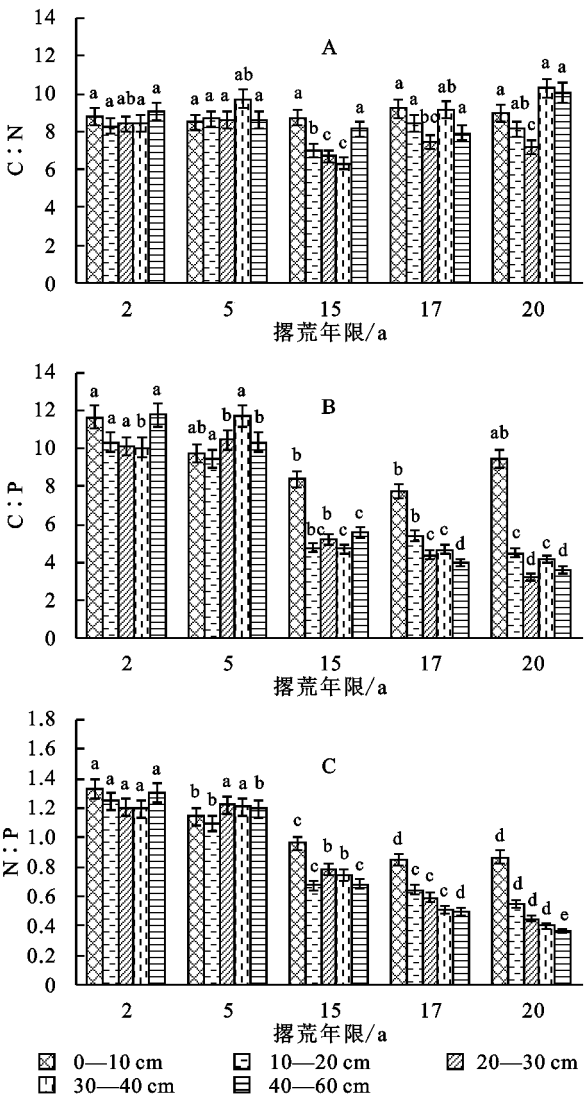 14
12
10
8
6
4
2
0
C∶N
A
a a ab a a
a a a ab a
a b c c a
a a bc ab a
a ab c a a
2 5 15 17 20
撂荒年限/a
14
12
10
8
6
4
2
0
C∶P
B
a a a b a
ab a b a b
b bc b c c
b b c c d
ab c d c d
2 5 15 17 20
撂荒年限/a
1.8
1.6
1.4
1.2
1.0
0.8
0.6
0.4
0.2
0
N∶P
C
a a a a a
b b a a b
c c b b c
d c c c d
d d d d e
2 5 15 17 20
撂荒年限/a
0—10 cm 10—20 cm 20—30 cm
30—40 cm 40—60 cm